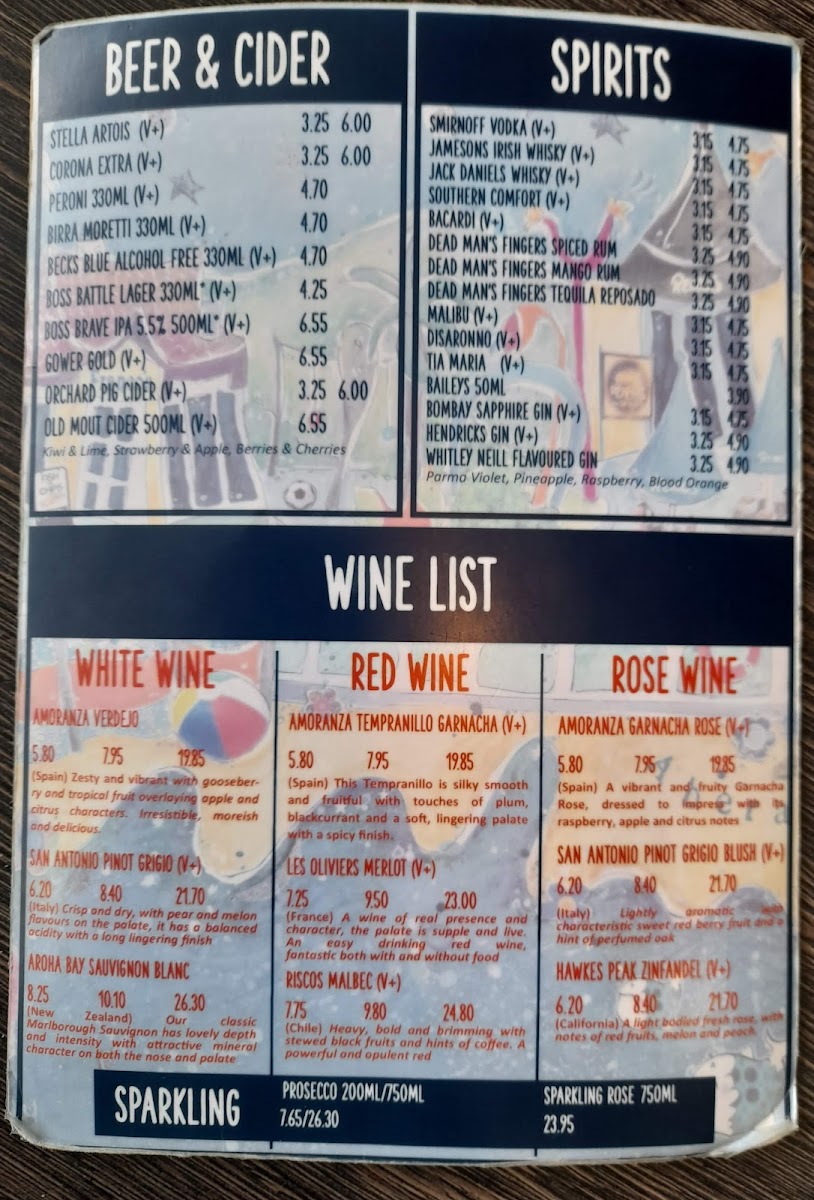 BEER & CIDER
STELLA ARTOIS (V+) 3.25 6.00
CORONA EXTRA (V+) 3.25 6.00
PERONI 330ML (V+) 4.70
BIRRA MORETTI 330ML (V+) 4.70
BECKS BLUE ALCOHOL FREE 330ML (V+) 4.70
BOSS BATTLE LAGER 330ML* (V+) 4.25
BOSS BRAVE IPA 5.5% 500ML* (V+) 6.55
GOWER GOLD (V+) 6.55
ORCHARD PIG CIDER (V+) 3.25 6.00
OLD MOUT CIDER 500ML (V+) 6.55
Kiwi & Lime, Strawberry & Apple, Berries & Cherries
SPIRITS
SMIRNOFF VODKA (V+) 3.15 4.75
JAMESONS IRISH WHISKY (V+) 3.15 4.75
JACK DANIELS WHISKY (V+) 3.15 4.75
SOUTHERN COMFORT (V+) 3.15 4.75
BACARDI (V+) 3.15 4.75
DEAD MAN'S FINGERS SPICED RUM 3.25 4.90
DEAD MAN'S FINGERS MANGO RUM 3.25 4.90
DEAD MAN'S FINGERS TEQUILA REPOSADO 3.25 4.90
MALIBU (V+) 3.15 4.75
DISARONNO (V+) 3.15 4.75
TIA MARIA (V+) 3.15 4.75
BAILEYS 50ML 3.90
BOMBAY SAPPHIRE GIN (V+) 3.15 4.75
HENDRICKS GIN (V+) 3.25 4.90
WHITLEY NEILL FLAVOURED GIN 3.25 4.90
Parma Violet, Pineapple, Raspberry, Blood Orange
WINE LIST
WHITE WINE
AMORANZA VERDEJO
5.80 7.95 19.85
(Spain) Zesty and vibrant with gooseber-
ry and tropical fruit overlaying apple and
citrus characters. Irresistible, moreish
and delicious.
SAN ANTONIO PINOT GRIGIO (V+)
6.20 8.40 21.70
(Italy) Crisp and dry, with pear and melon
flavours on the palate, it has a balanced
acidity with a long lingering finish
AROHA BAY SAUVIGNON BLANC
8.25 10.10 26.30
(New Zealand) Our classic
Marlborough Sauvignon has lovely depth
and intensity with attractive mineral
character on both the nose and palate
RED WINE
AMORANZA TEMPRANILLO GARNACHA (V+)
5.80 7.95 19.85
(Spain) This Tempranillo is silky smooth
and fruitful with touches of plum,
blackcurrant and a soft, lingering palate
with a spicy finish.
LES OLIVIERS MERLOT (V+)
7.25 9.50 23.00
(France) A wine of real presence and
character, the palate is supple and live.
An easy drinking red wine,
fantastic both with and without food
RISCOS MALBEC (V+)
7.75 9.80 24.80
(Chile) Heavy, bold and brimming with
stewed black fruits and hints of coffee. A
powerful and opulent red
ROSE WINE
AMORANZA GARNACHA ROSE (V+)
5.80 7.95 19.85
(Spain) A vibrant and fruity Garnacha
Rose, dressed to impress with its
raspberry, apple and citrus notes
SAN ANTONIO PINOT GRIGIO BLUSH (V+)
6.20 8.40 21.70
(Italy) Lightly aromatic with
characteristic sweet red berry fruit and a
hint of perfumed oak
HAWKES PEAK ZINFANDEL (V+)
6.20 8.40 21.70
(California) A light bodied fresh rose, with
notes of red fruits, melon and peach
SPARKLING
PROSECCO 200ML/750ML
7.65/26.30
SPARKLING ROSE 750ML
23.95